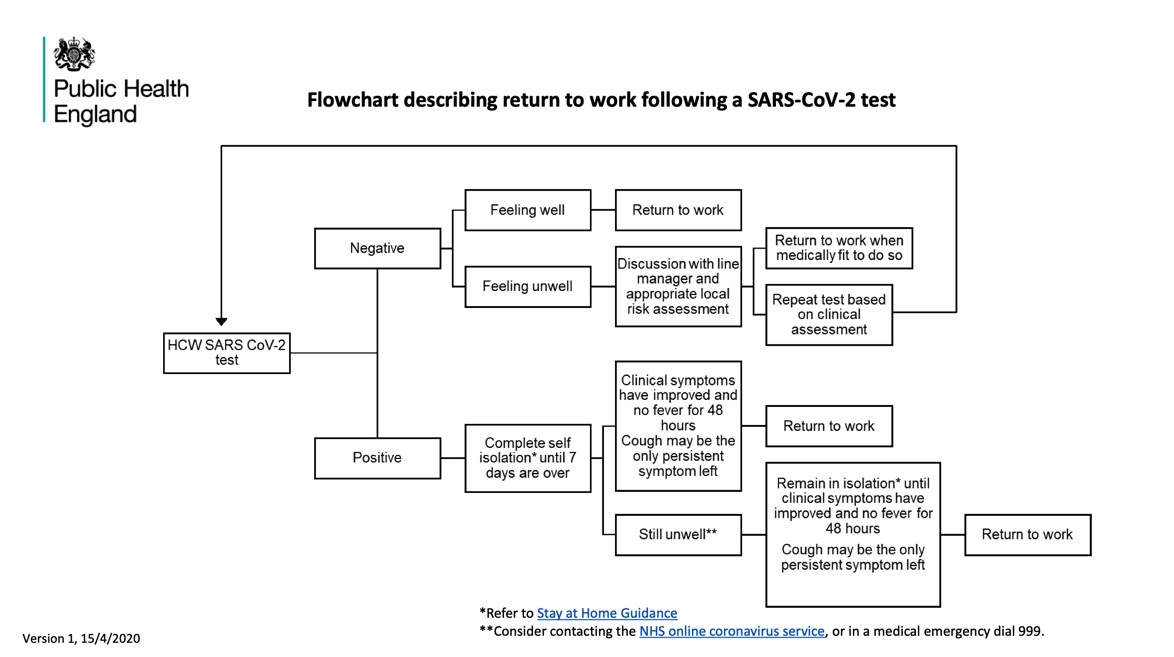 Public Health
England
Flowchart describing return to work following a SARS-CoV-2 test
HCW SARS CoV-2
test
Negative
Feeling well
Return to work
Feeling unwell
Discussion with line
manager and
appropriate local
risk assessment
Return to work when
medically fit to do so
Repeat test based
on clinical
assessment
Positive
Complete self
isolation* until 7
days are over
Clinical symptoms
have improved and
no fever for 48
hours
Cough may be the
only persistent
symptom left
Return to work
Still unwell**
Remain in isolation* until
clinical symptoms have
improved and no fever for
48 hours
Cough may be the only
persistent symptom left
Return to work
*Refer to Stay at Home Guidance
**Consider contacting the NHS online coronavirus service, or in a medical emergency dial 999.
Version 1, 15/4/2020